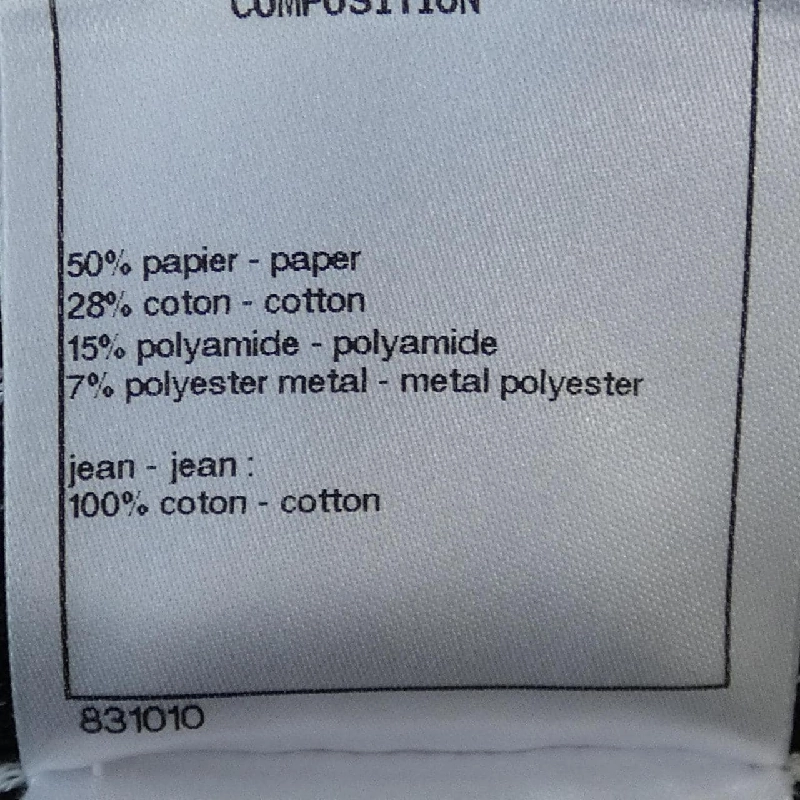 COMPOSITION
50% papier - paper
28% coton - cotton
15% polyamide - polyamide
7% polyester metal - metal polyester
jean - jean :
100% coton - cotton
831010